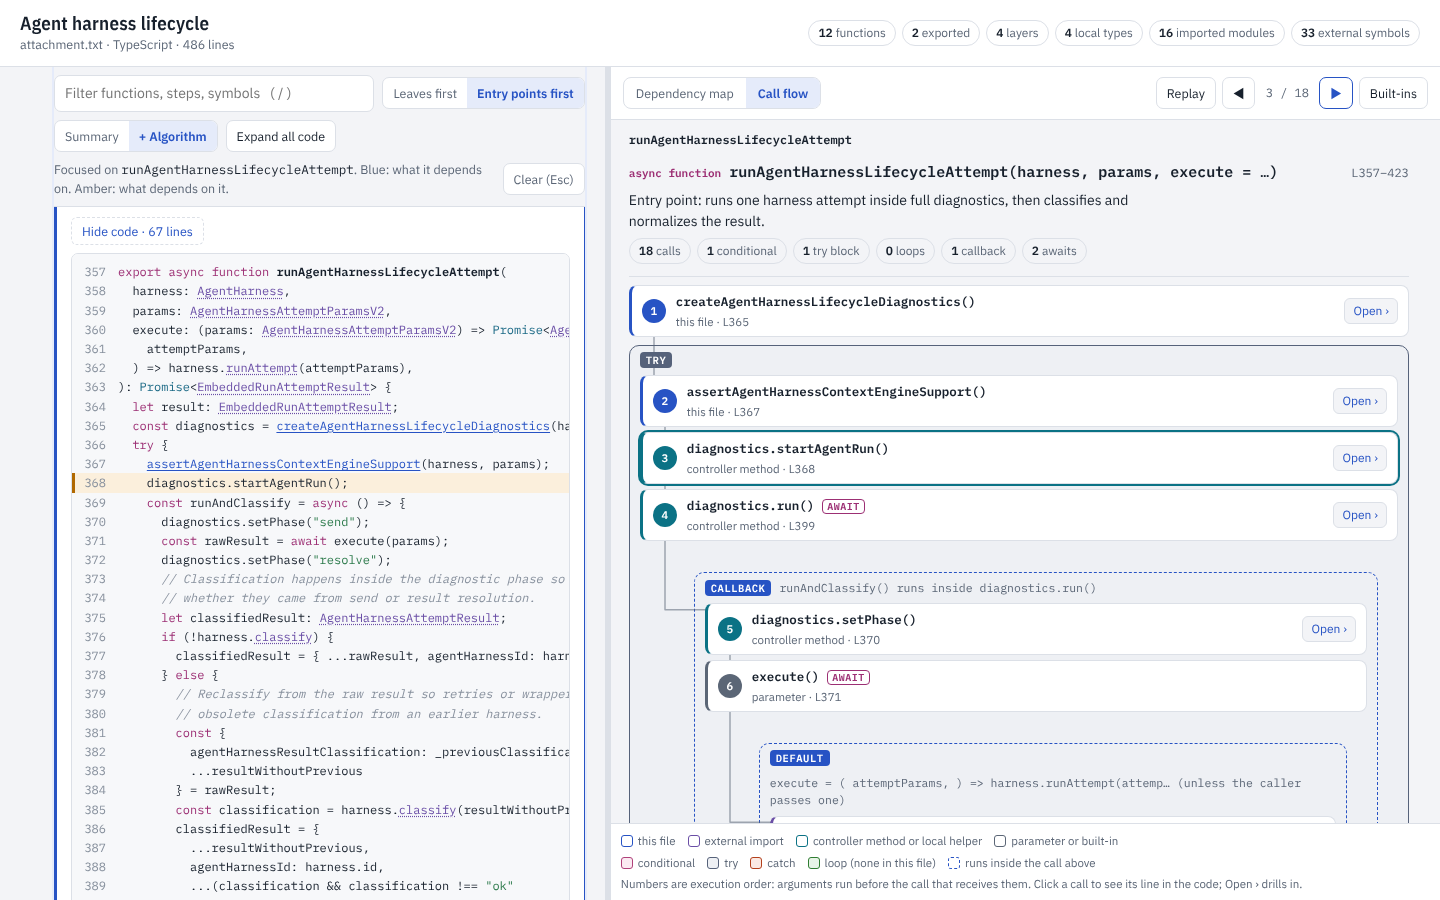 Agent harness lifecycle
attachment.txt · TypeScript · 486 lines
12 functions
2 exported
4 layers
4 local types
16 imported modules
33 external symbols
Filter functions, steps, symbols (/)
Leaves first
Entry points first
Summary
+ Algorithm
Expand all code
Focused on runAgentHarnessLifecycleAttempt. Blue: what it depends
on. Amber: what depends on it.
Clear (Esc)
Hide code · 67 lines
357 export async function runAgentHarnessLifecycleAttempt(
358 harness: AgentHarness,
359 params: AgentHarnessAttemptParamsV2,
360 execute: (params: AgentHarnessAttemptParamsV2) => Promise<Age
361 attemptParams,
362 ) => harness.runAttempt(attemptParams),
363 ): Promise<EmbeddedRunAttemptResult> {
364 let result: EmbeddedRunAttemptResult;
365 const diagnostics = createAgentHarnessLifecycleDiagnostics(ha
366 try {
367 assertAgentHarnessContextEngineSupport(harness, params);
368 diagnostics.startAgentRun();
369 const runAndClassify = async () => {
370 diagnostics.setPhase("send");
371 const rawResult = await execute(params);
372 diagnostics.setPhase("resolve");
373 // Classification happens inside the diagnostic phase so
374 // whether they came from send or result resolution.
375 let classifiedResult: AgentHarnessAttemptResult;
376 if (!harness.classify) {
377 classifiedResult = { ...rawResult, agentHarnessId: harn
378 } else {
379 // Reclassify from the raw result so retries or wrapper
380 // obsolete classification from an earlier harness.
381 const {
382 agentHarnessResultClassification: _previousClassifica
383 ...resultWithoutPrevious
384 } = rawResult;
385 const classification = harness.classify(resultWithoutPr
386 classifiedResult = {
387 ...resultWithoutPrevious,
388 agentHarnessId: harness.id,
389 ...(classification && classification !== "ok"
Dependency map
Call flow
Replay
◀
3 / 18
▶
Built-ins
runAgentHarnessLifecycleAttempt
async function runAgentHarnessLifecycleAttempt(harness, params, execute = …)
L357–423
Entry point: runs one harness attempt inside full diagnostics, then classifies and
normalizes the result.
18 calls
1 conditional
1 try block
0 loops
1 callback
2 awaits
1
createAgentHarnessLifecycleDiagnostics()
this file · L365
Open ›
TRY
2
assertAgentHarnessContextEngineSupport()
this file · L367
Open ›
3
diagnostics.startAgentRun()
controller method · L368
Open ›
4
diagnostics.run() AWAIT
controller method · L399
Open ›
CALLBACK runAndClassify() runs inside diagnostics.run()
5
diagnostics.setPhase()
controller method · L370
Open ›
6
execute() AWAIT
parameter · L371
DEFAULT
execute = ( attemptParams, ) => harness.runAttempt(attemp… (unless the caller
passes one)
this file
external import
controller method or local helper
parameter or built-in
conditional
try
catch
loop (none in this file)
runs inside the call above
Numbers are execution order: arguments run before the call that receives them. Click a call to see its line in the code; Open › drills in.